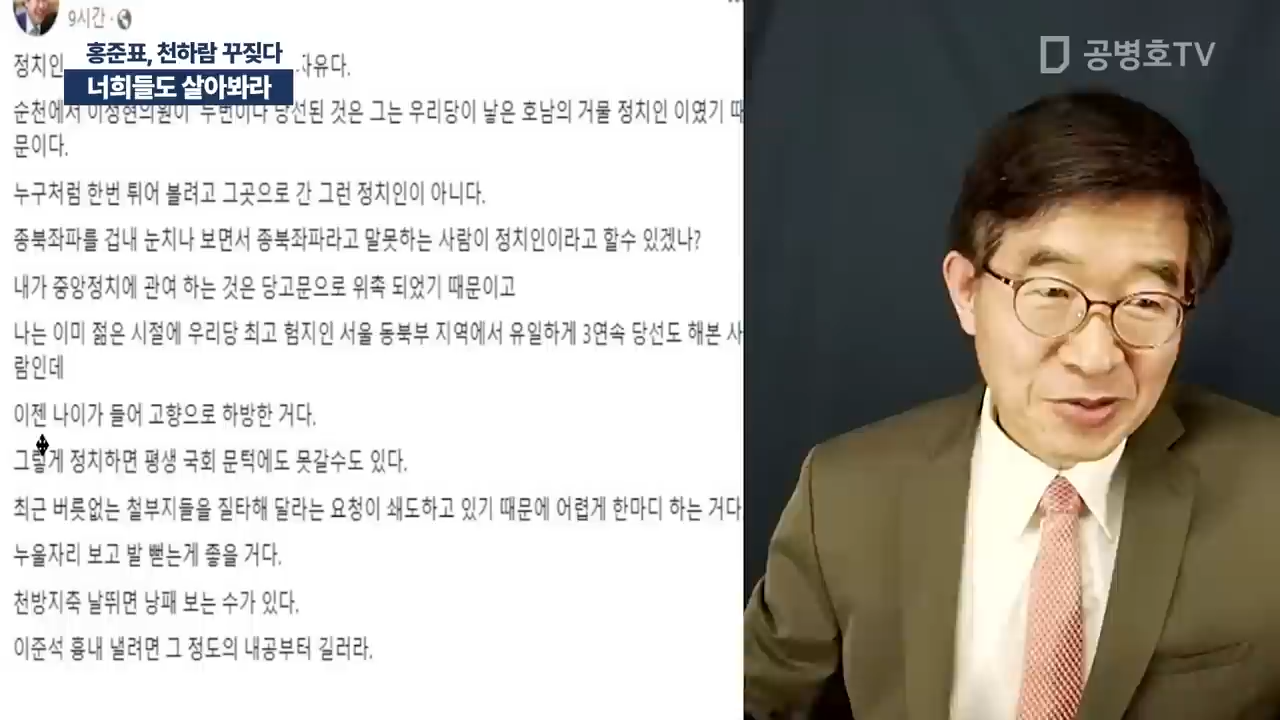 9시간 ·
홍준표, 천하람 꾸짖다
너희들도 살아봐라
공병호TV
정치인 자유다.
순천에서 이정현의원이 두번이나 당선된 것은 그는 우리당이 낳은 호남의 거물 정치인 이였기 때
문이다.
누구처럼 한번 튀어 볼려고 그곳으로 간 그런 정치인이 아니다.
종북좌파를 겁내 눈치나 보면서 종북좌파라고 말못하는 사람이 정치인이라고 할수 있겠나?
내가 중앙정치에 관여 하는 것은 당고문으로 위촉 되었기 때문이고
나는 이미 젊은 시절에 우리당 최고 험지인 서울 동북부 지역에서 유일하게 3연속 당선도 해본 사
람인데
이젠 나이가 들어 고향으로 하방한 거다.
그렇게 정치하면 평생 국회 문턱에도 못갈수도 있다.
최근 버릇없는 철부지들을 질타해 달라는 요청이 쇄도하고 있기 때문에 어렵게 한마디 하는 거다
누울자리 보고 발 뻗는게 좋을 거다.
천방지축 날뛰면 낭패 보는 수가 있다.
이준석 흉내 낼려면 그 정도의 내공부터 길러라.